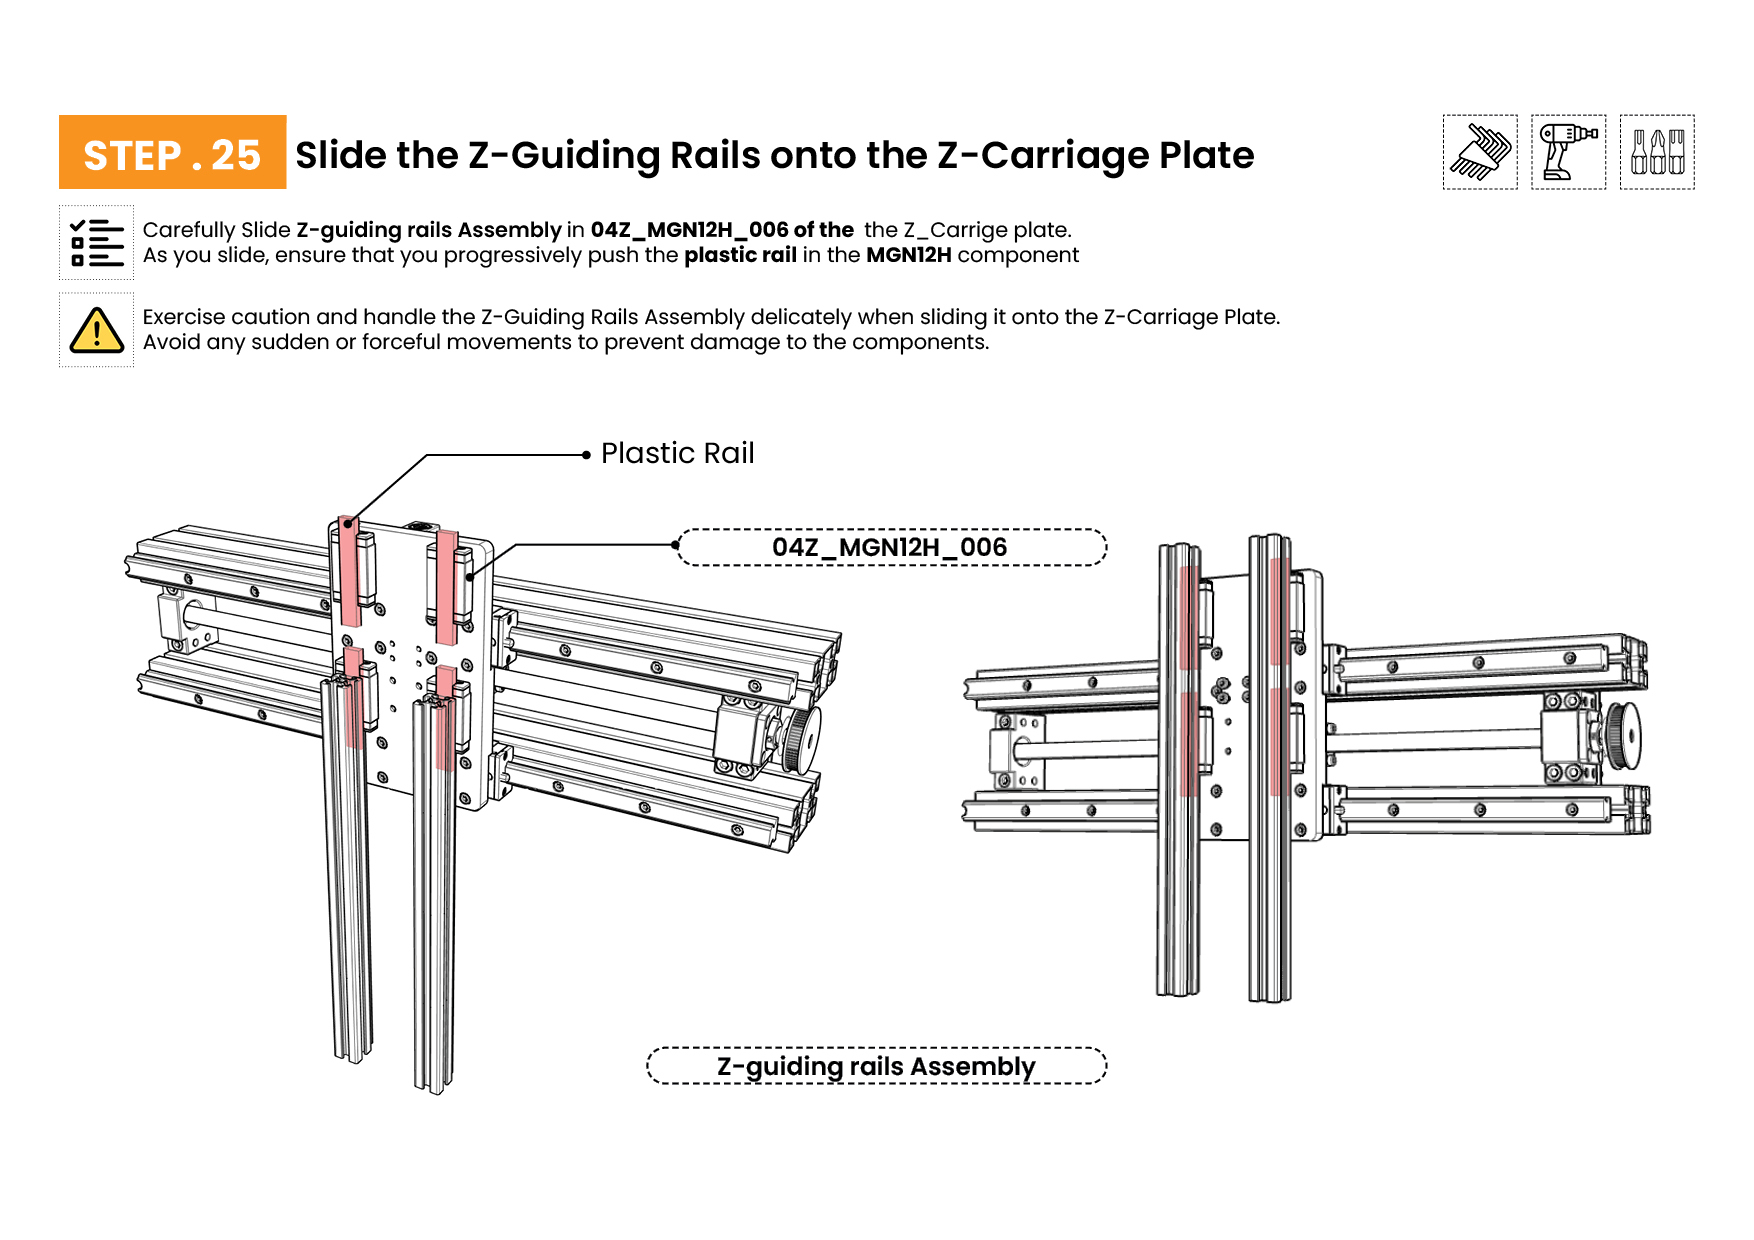 STEP . 25 Slide the Z-Guiding Rails onto the Z-Carriage Plate
Carefully Slide Z-guiding rails Assembly in 04Z_MGN12H_006 of the the Z_Carrige plate.
As you slide, ensure that you progressively push the plastic rail in the MGN12H component
Exercise caution and handle the Z-Guiding Rails Assembly delicately when sliding it onto the Z-Carriage Plate.
Avoid any sudden or forceful movements to prevent damage to the components.
Plastic Rail
04Z_MGN12H_006
Z-guiding rails Assembly